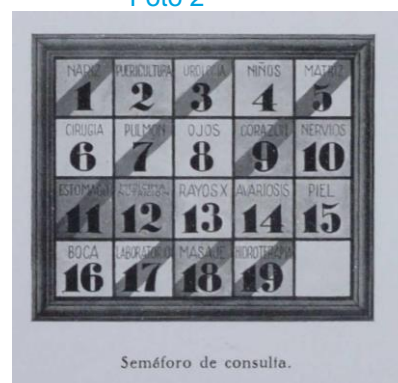 Foto 2
NARIZ PUERICULTURA UROLOGIA NIÑOS MATRIZ
1 2 3 4 5
CIRUGIA PULMON OJOS CORAZÓN NERVIOS
6 7 8 9 10
ESTOMAGO RAYOS X AVARIOSIS PIEL
11 12 13 14 15
BOCA LABORATORIO MASAJE HIDROTERAPIA
16 17 18 19
Semáforo de consulta.